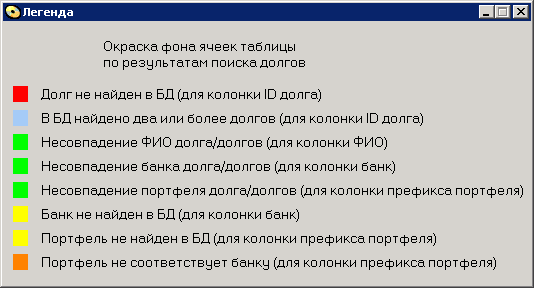 Легенда
Окраска фона ячеек таблицы
по результатам поиска долгов
Долг не найден в БД (для колонки ID долга)
В БД найдено два или более долгов (для колонки ID долга)
Несовпадение ФИО долга/долгов (для колонки ФИО)
Несовпадение банка долга/долгов (для колонки банк)
Несовпадение портфеля долга/долгов (для колонки префикса портфеля)
Банк не найден в БД (для колонки банк)
Портфель не найден в БД (для колонки префикса портфеля)
Портфель не соответствует банку (для колонки префикса портфеля)